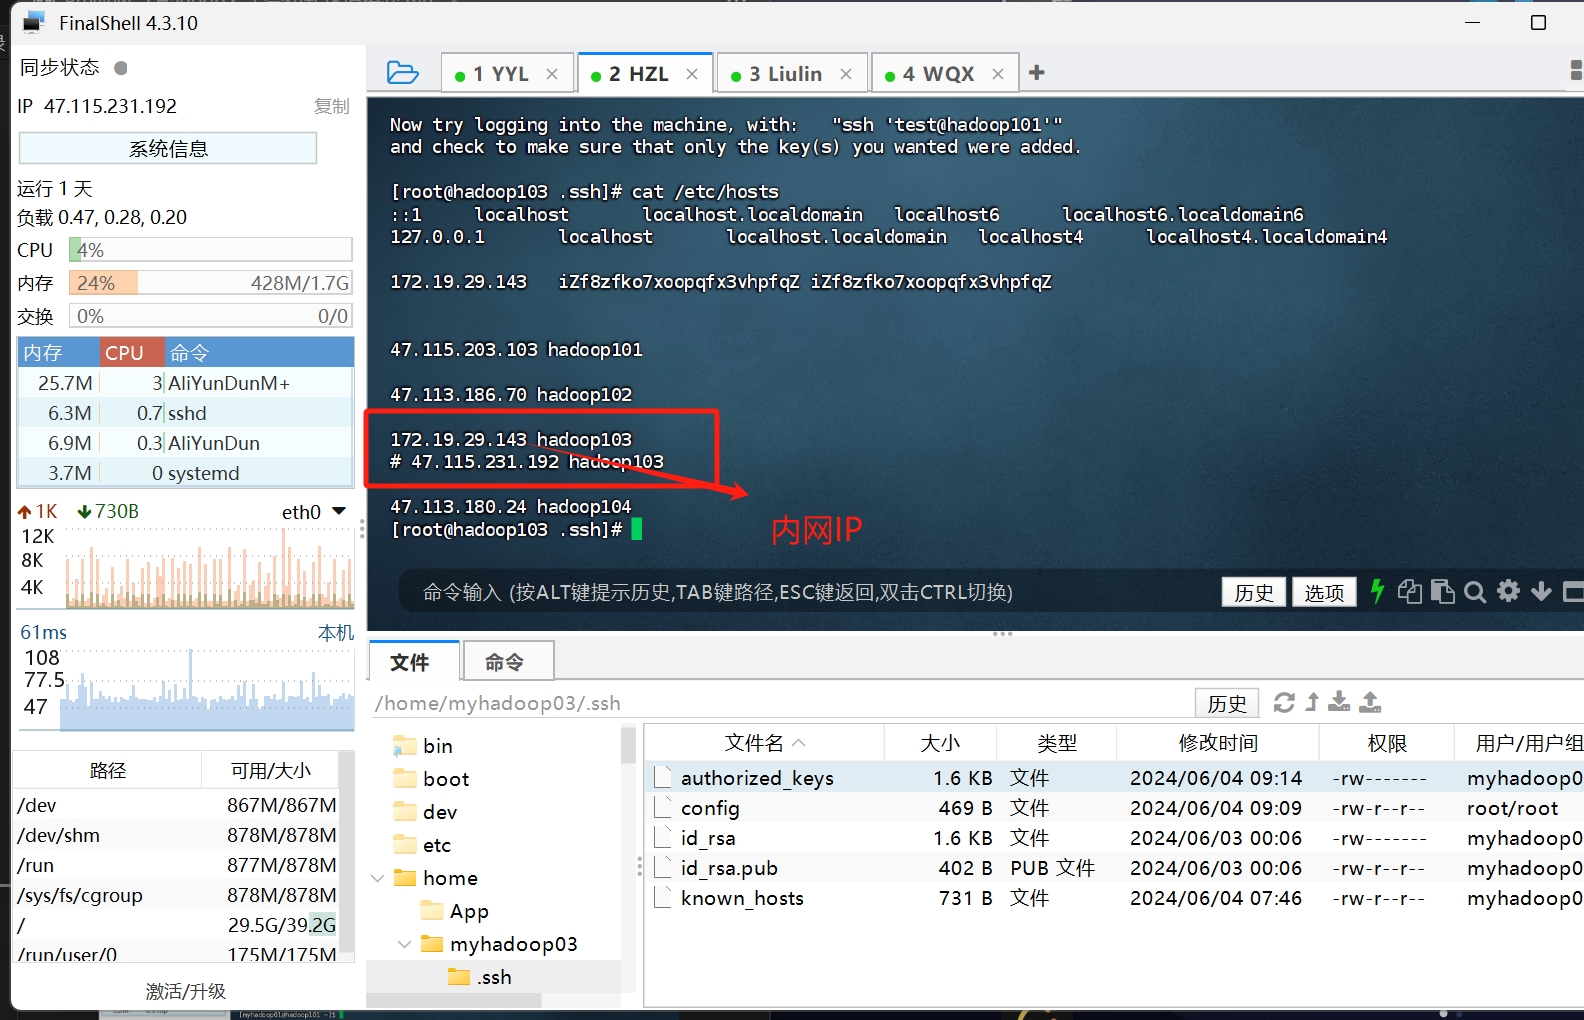 FinalShell 4.3.10
同步状态
IP 47.115.231.192 复制
系统信息
运行 1 天
负载 0.47, 0.28, 0.20
CPU 4%
内存 24% 428M/1.7G
交换 0% 0/0
内存 CPU 命令
25.7M 3 AliYunDunM+
6.3M 0.7 sshd
6.9M 0.3 AliYunDun
3.7M 0 systemd
1K 730B eth0
12K
8K
4K
61ms 本机
108
77.5
47
路径 可用/大小
/dev 867M/867M
/dev/shm 878M/878M
/run 877M/878M
/sys/fs/cgroup 878M/878M
/ 29.5G/39.2G
/run/user/0 175M/175M
激活/升级
1 YYL 2 HZL 3 Liulin 4 WQX
Now try logging into the machine, with:   "ssh 'test@hadoop101'"
and check to make sure that only the key(s) you wanted were added.
[root@hadoop103 .ssh]# cat /etc/hosts
::1     localhost       localhost.localdomain   localhost6      localhost6.localdomain6
127.0.0.1       localhost       localhost.localdomain   localhost4      localhost4.localdomain4
172.19.29.143   iZf8zfko7xoopqfx3vhpfqZ iZf8zfko7xoopqfx3vhpfqZ
47.115.203.103 hadoop101
47.113.186.70 hadoop102
172.19.29.143 hadoop103
# 47.115.231.192 hadoop103
47.113.180.24 hadoop104
[root@hadoop103 .ssh]#
内网IP
命令输入 (按ALT键提示历史,TAB键路径,ESC键返回,双击CTRL切换) 历史 选项
文件 命令
/home/myhadoop03/.ssh 历史
bin
boot
dev
etc
home
App
myhadoop03
.ssh
文件名 大小 类型 修改时间 权限 用户/用户组
authorized_keys 1.6 KB 文件 2024/06/04 09:14 -rw------- myhadoop0
config 469 B 文件 2024/06/04 09:09 -rw-r--r-- root/root
id_rsa 1.6 KB 文件 2024/06/03 00:06 -rw------- myhadoop0
id_rsa.pub 402 B PUB 文件 2024/06/03 00:06 -rw-r--r-- myhadoop0
known_hosts 731 B 文件 2024/06/04 07:46 -rw-r--r-- myhadoop0
[myhadoop01@hadoop101 ~]$